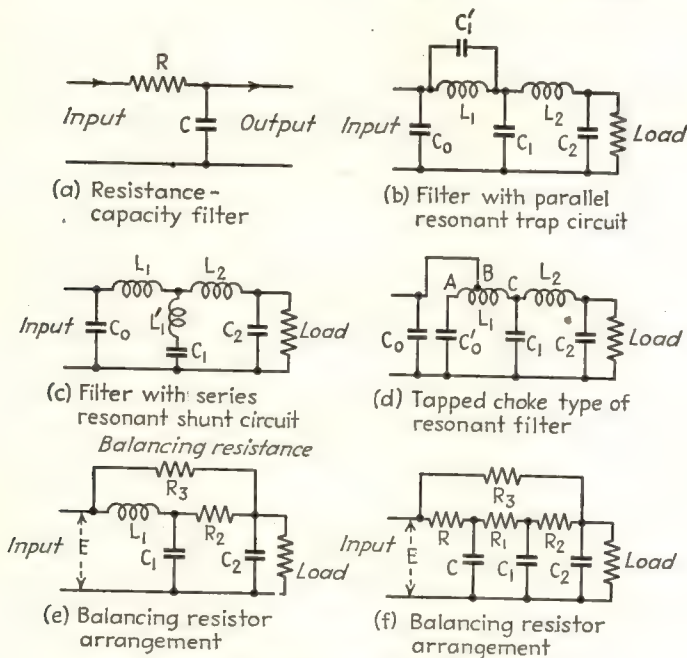 R
Input
C
Output
(a) Resistance-
capacity filter
C₁'
L₁
L₂
Input
C₀
C₁
C₂
Load
(b) Filter with parallel
resonant trap circuit
L₁
L₂
Input
C₀
L₁'
C₁
C₂
Load
(c) Filter with series
resonant shunt circuit
A
B
C
L₂
L₁
C₀
C₀'
C₁
C₂
Load
(d) Tapped choke type of
resonant filter
Balancing resistance
R₃
L₁
R₂
Input
E
C₁
C₂
Load
(e) Balancing resistor
arrangement
R₃
R
R₁
R₂
Input
E
C
C₁
C₂
Load
(f) Balancing resistor
arrangement